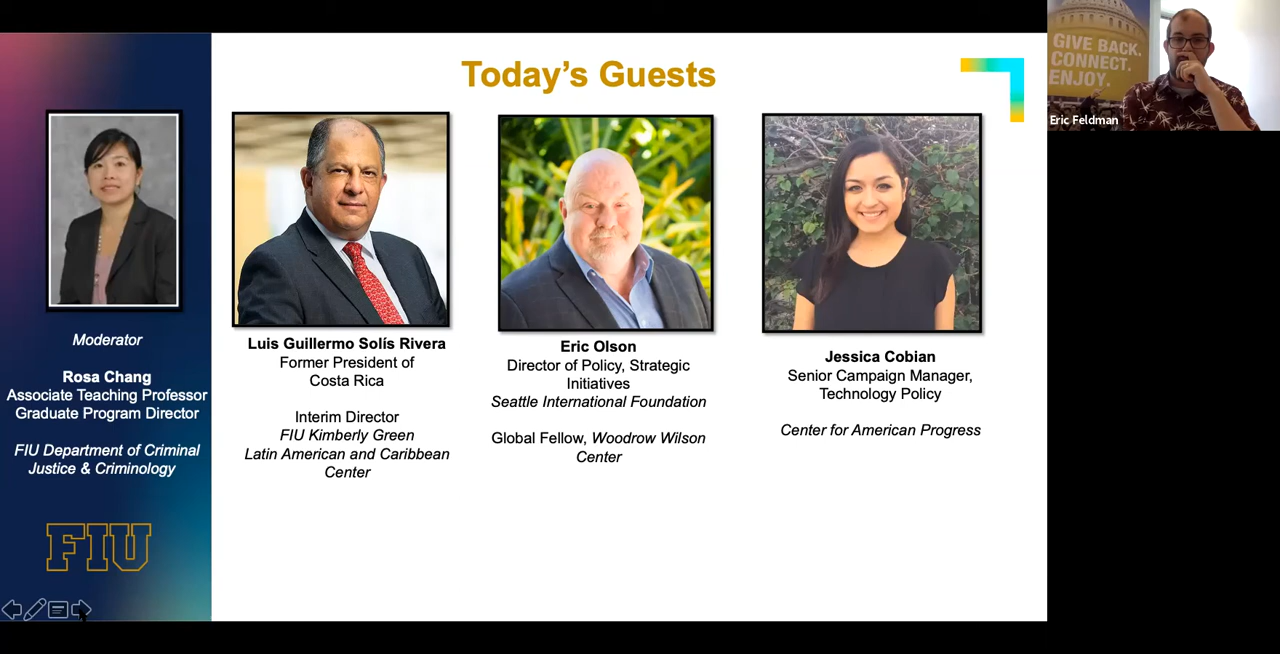 Today's Guests
Moderator
Rosa Chang
Associate Teaching Professor
Graduate Program Director
FIU Department of Criminal
Justice & Criminology
FIU
Luis Guillermo Solís Rivera
Former President of
Costa Rica
Interim Director
FIU Kimberly Green
Latin American and Caribbean
Center
Eric Olson
Director of Policy, Strategic
Initiatives
Seattle International Foundation
Global Fellow, Woodrow Wilson
Center
Jessica Cobian
Senior Campaign Manager,
Technology Policy
Center for American Progress
GIVE BACK.
CONNECT.
ENJOY.
Eric Feldman